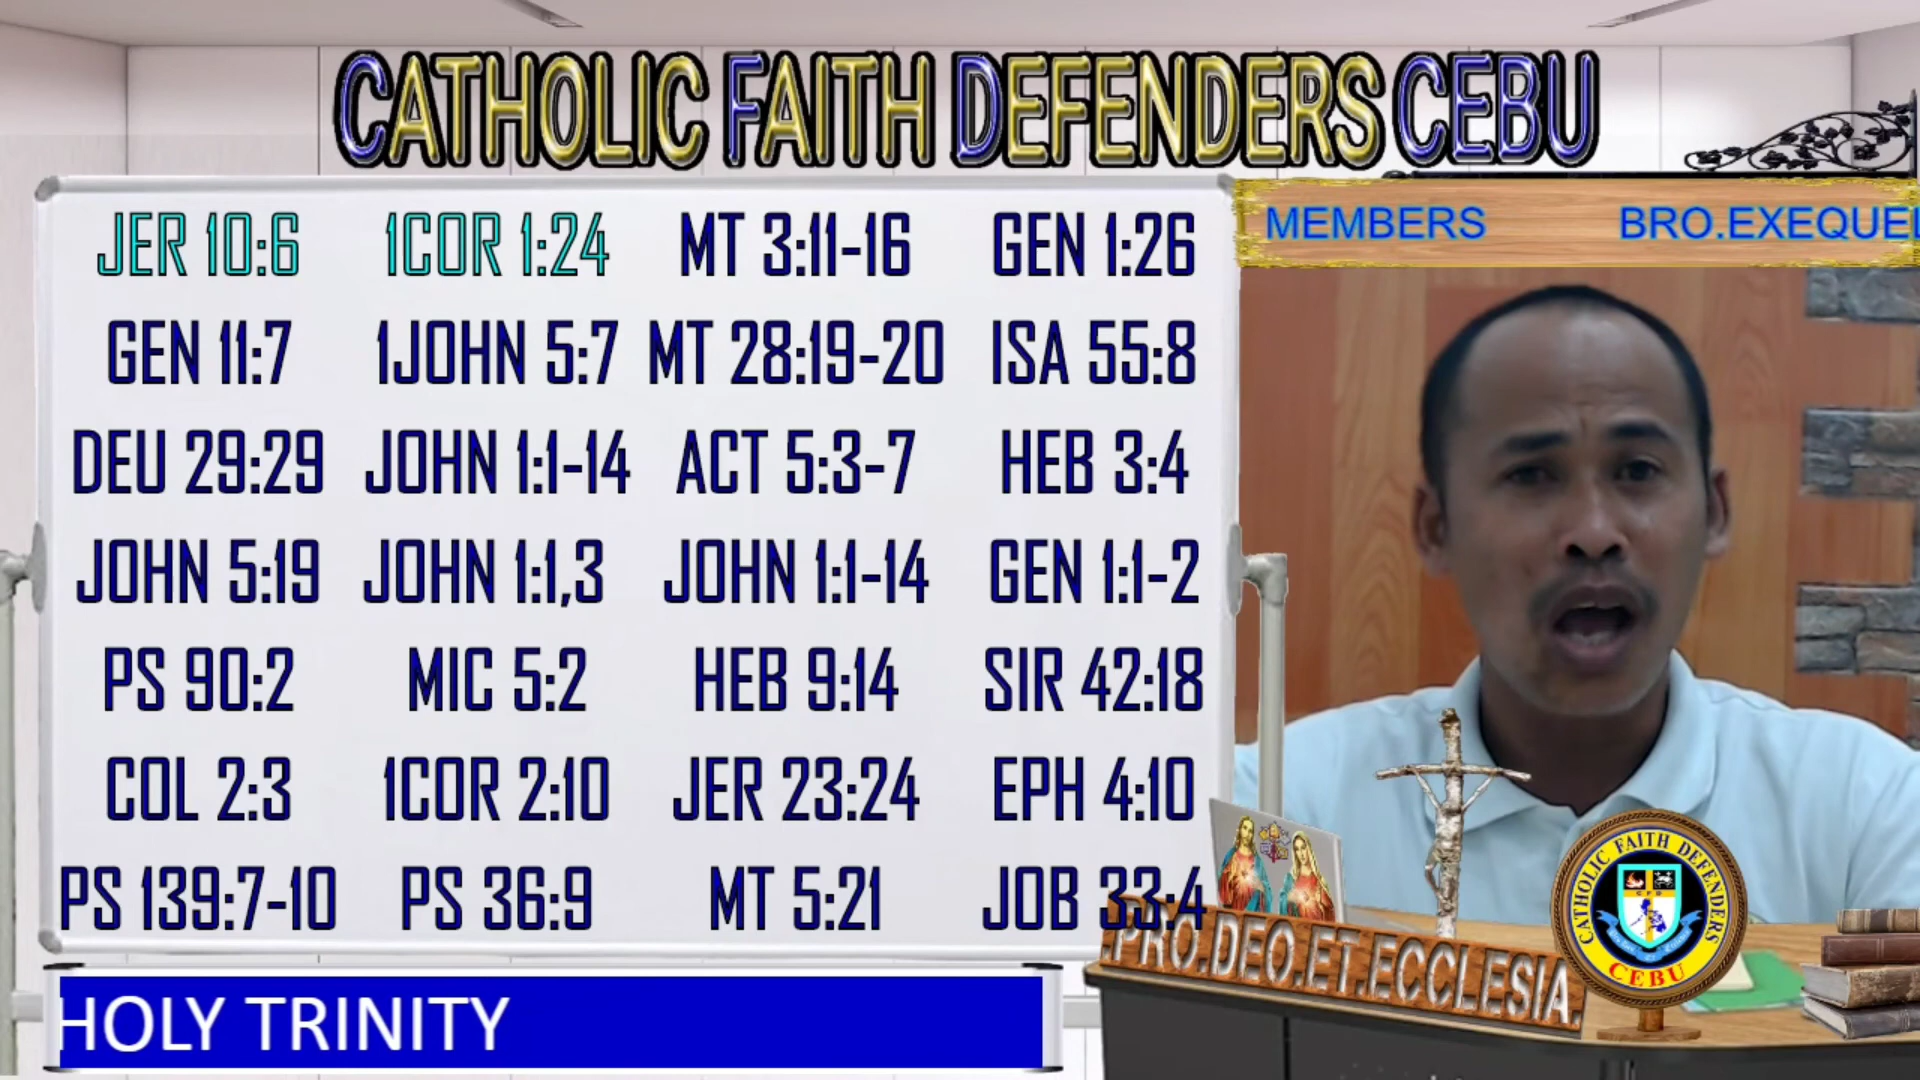 CATHOLIC FAITH DEFENDERS CEBU
MEMBERS BRO.EXEQUEL
JER 10:6 1COR 1:24 MT 3:11-16 GEN 1:26
GEN 11:7 1JOHN 5:7 MT 28:19-20 ISA 55:8
DEU 29:29 JOHN 1:1-14 ACT 5:3-7 HEB 3:4
JOHN 5:19 JOHN 1:1,3 JOHN 1:1-14 GEN 1:1-2
PS 90:2 MIC 5:2 HEB 9:14 SIR 42:18
COL 2:3 1COR 2:10 JER 23:24 EPH 4:10
PS 139:7-10 PS 36:9 MT 5:21 JOB 33:4
PRO.DEO.ET.ECCLESIA.
CATHOLIC FAITH DEFENDERS
CFD
CEBU
HOLY TRINITY